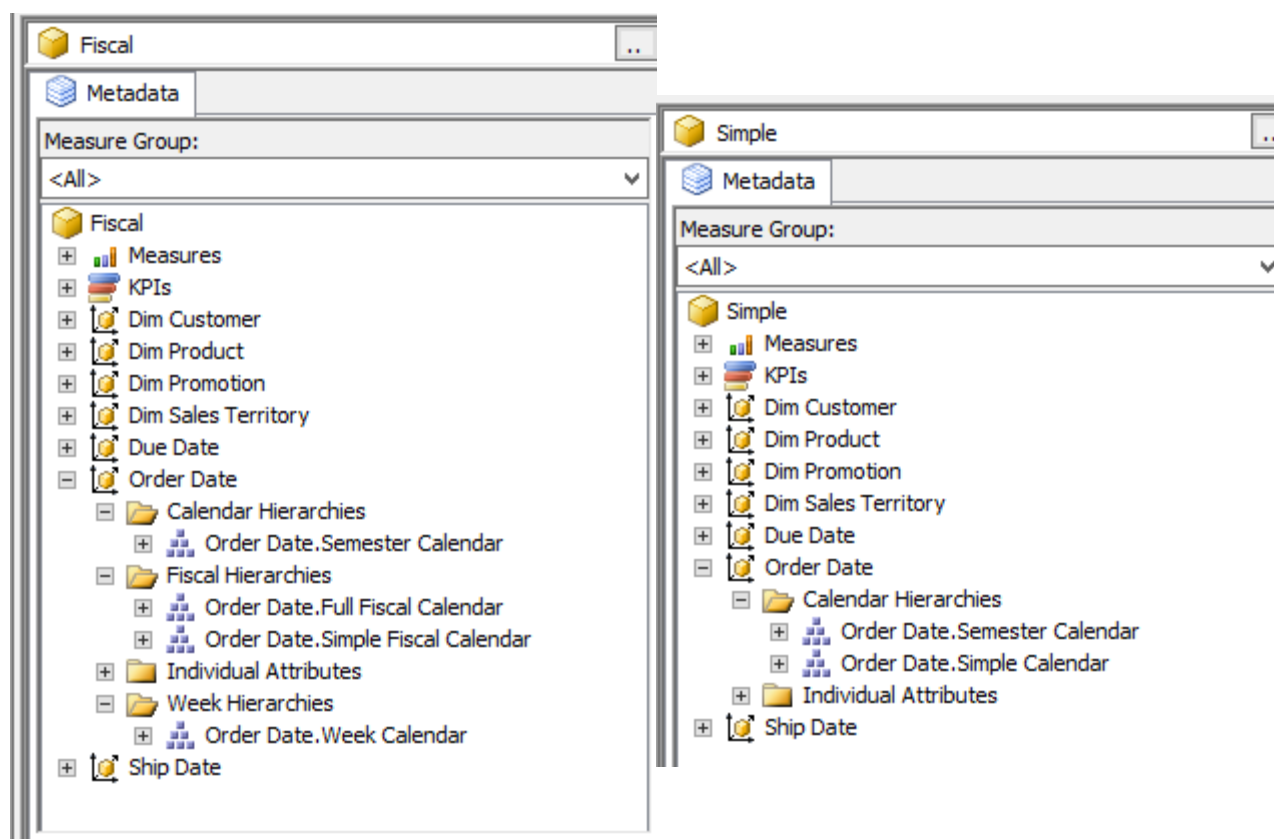 Fiscal
..
Metadata
Measure Group:
<All>
Fiscal
Measures
KPIs
Dim Customer
Dim Product
Dim Promotion
Dim Sales Territory
Due Date
Order Date
Calendar Hierarchies
Order Date.Semester Calendar
Fiscal Hierarchies
Order Date.Full Fiscal Calendar
Order Date.Simple Fiscal Calendar
Individual Attributes
Week Hierarchies
Order Date.Week Calendar
Ship Date
Simple
..
Metadata
Measure Group:
<All>
Simple
Measures
KPIs
Dim Customer
Dim Product
Dim Promotion
Dim Sales Territory
Due Date
Order Date
Calendar Hierarchies
Order Date.Semester Calendar
Order Date.Simple Calendar
Individual Attributes
Ship Date